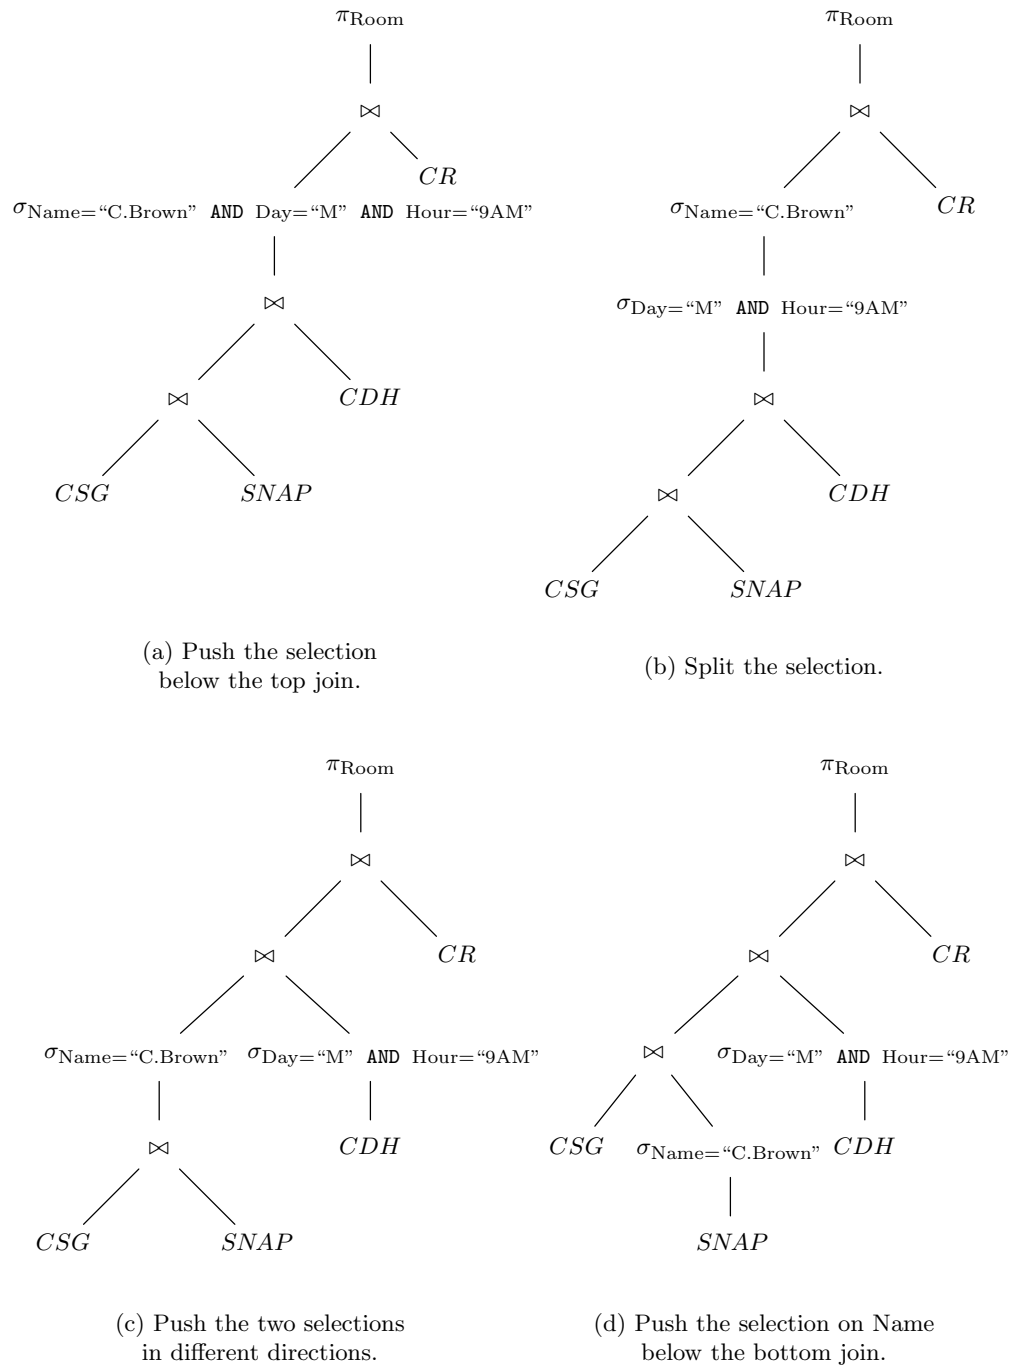 π_Room
⋈
CR
σ_Name=“C.Brown” AND Day=“M” AND Hour=“9AM”
⋈
⋈
CDH
CSG
SNAP
(a) Push the selection
below the top join.
π_Room
⋈
σ_Name=“C.Brown”
CR
σ_Day=“M” AND Hour=“9AM”
⋈
⋈
CDH
CSG
SNAP
(b) Split the selection.
π_Room
⋈
⋈
CR
σ_Name=“C.Brown”
σ_Day=“M” AND Hour=“9AM”
⋈
CDH
CSG
SNAP
(c) Push the two selections
in different directions.
π_Room
⋈
⋈
CR
⋈
σ_Day=“M” AND Hour=“9AM”
CSG
σ_Name=“C.Brown”
CDH
SNAP
(d) Push the selection on Name
below the bottom join.